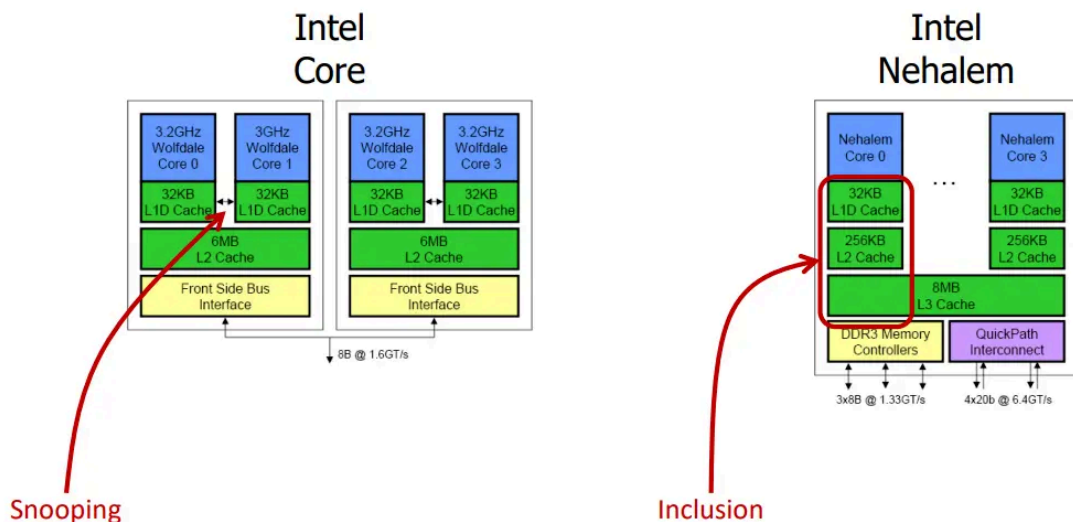 Intel
Core
Intel
Nehalem
3.2GHz
Wolfdale
Core 0
3GHz
Wolfdale
Core 1
3.2GHz
Wolfdale
Core 2
3.2GHz
Wolfdale
Core 3
32KB
L1D Cache
32KB
L1D Cache
32KB
L1D Cache
32KB
L1D Cache
6MB
L2 Cache
6MB
L2 Cache
Front Side Bus
Interface
Front Side Bus
Interface
8B @ 1.6GT/s
Nehalem
Core 0
...
Nehalem
Core 3
32KB
L1D Cache
32KB
L1D Cache
256KB
L2 Cache
256KB
L2 Cache
8MB
L3 Cache
DDR3 Memory
Controllers
QuickPath
Interconnect
3x8B @ 1.33GT/s
4x20b @ 6.4GT/s
Snooping
Inclusion